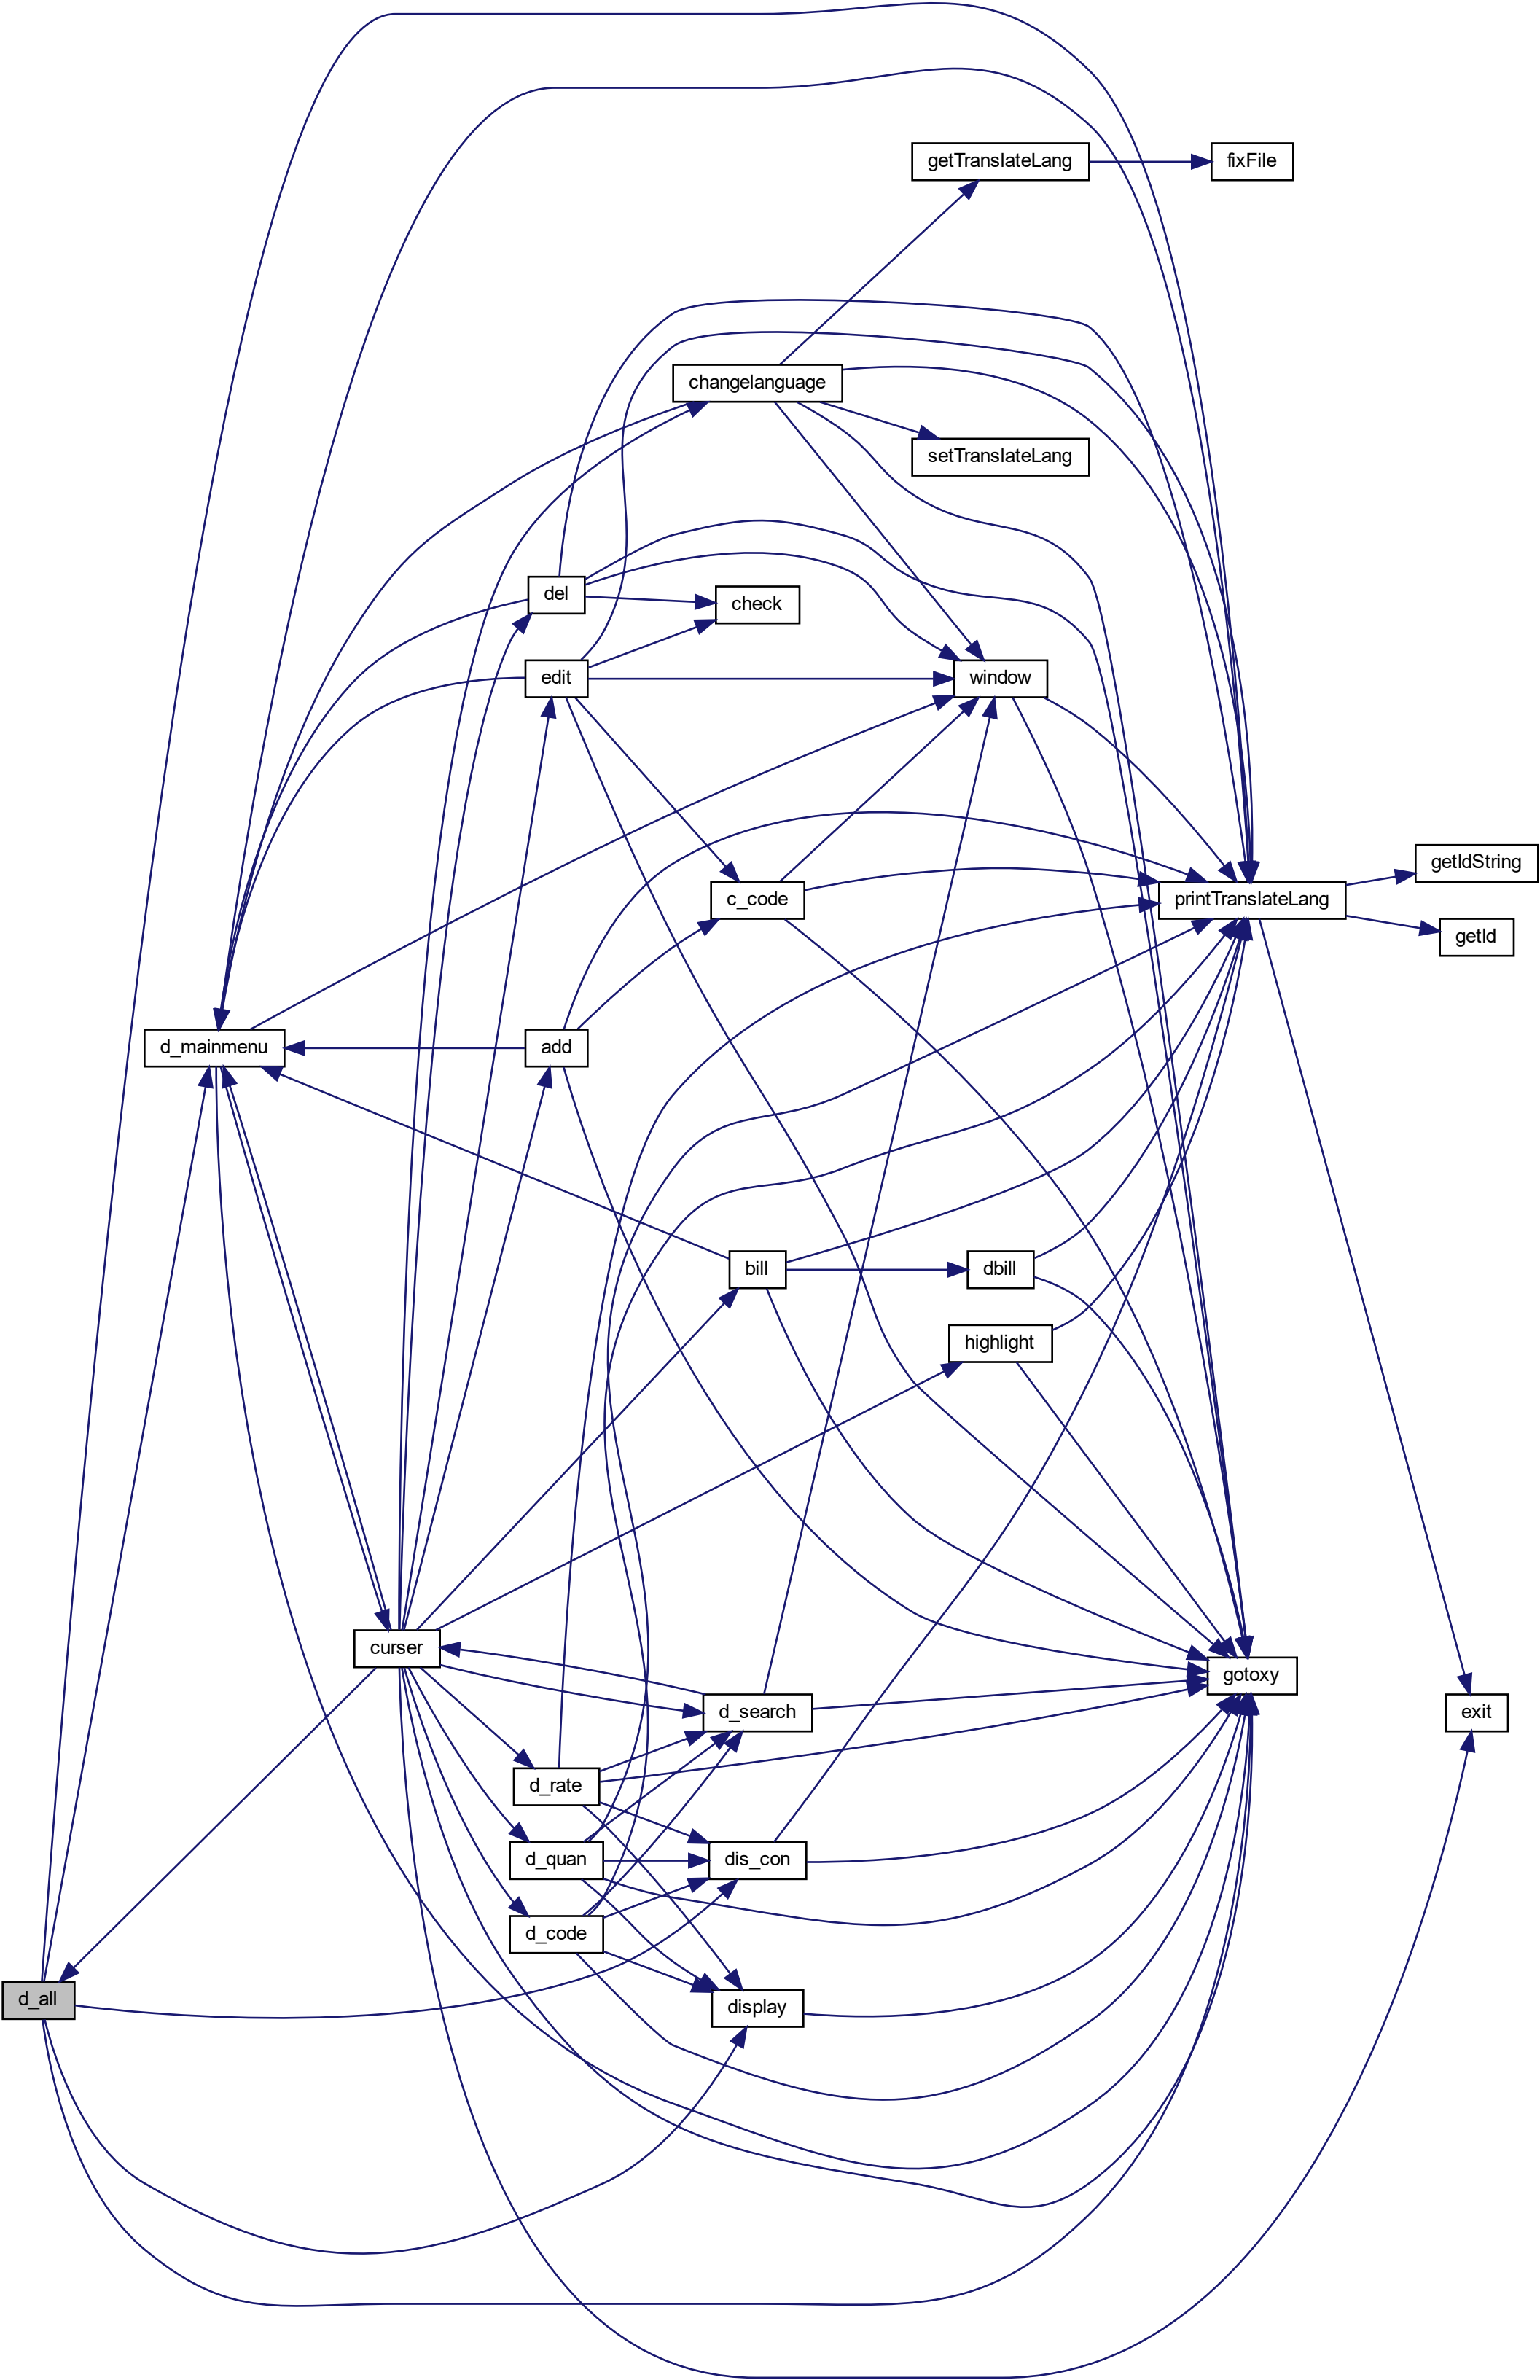 getTranslateLang
fixFile
changelanguage
setTranslateLang
del
check
edit
window
getIdString
c_code
printTranslateLang
getId
d_mainmenu
add
bill
dbill
highlight
curser
gotoxy
d_search
exit
d_rate
d_quan
dis_con
d_code
d_all
display